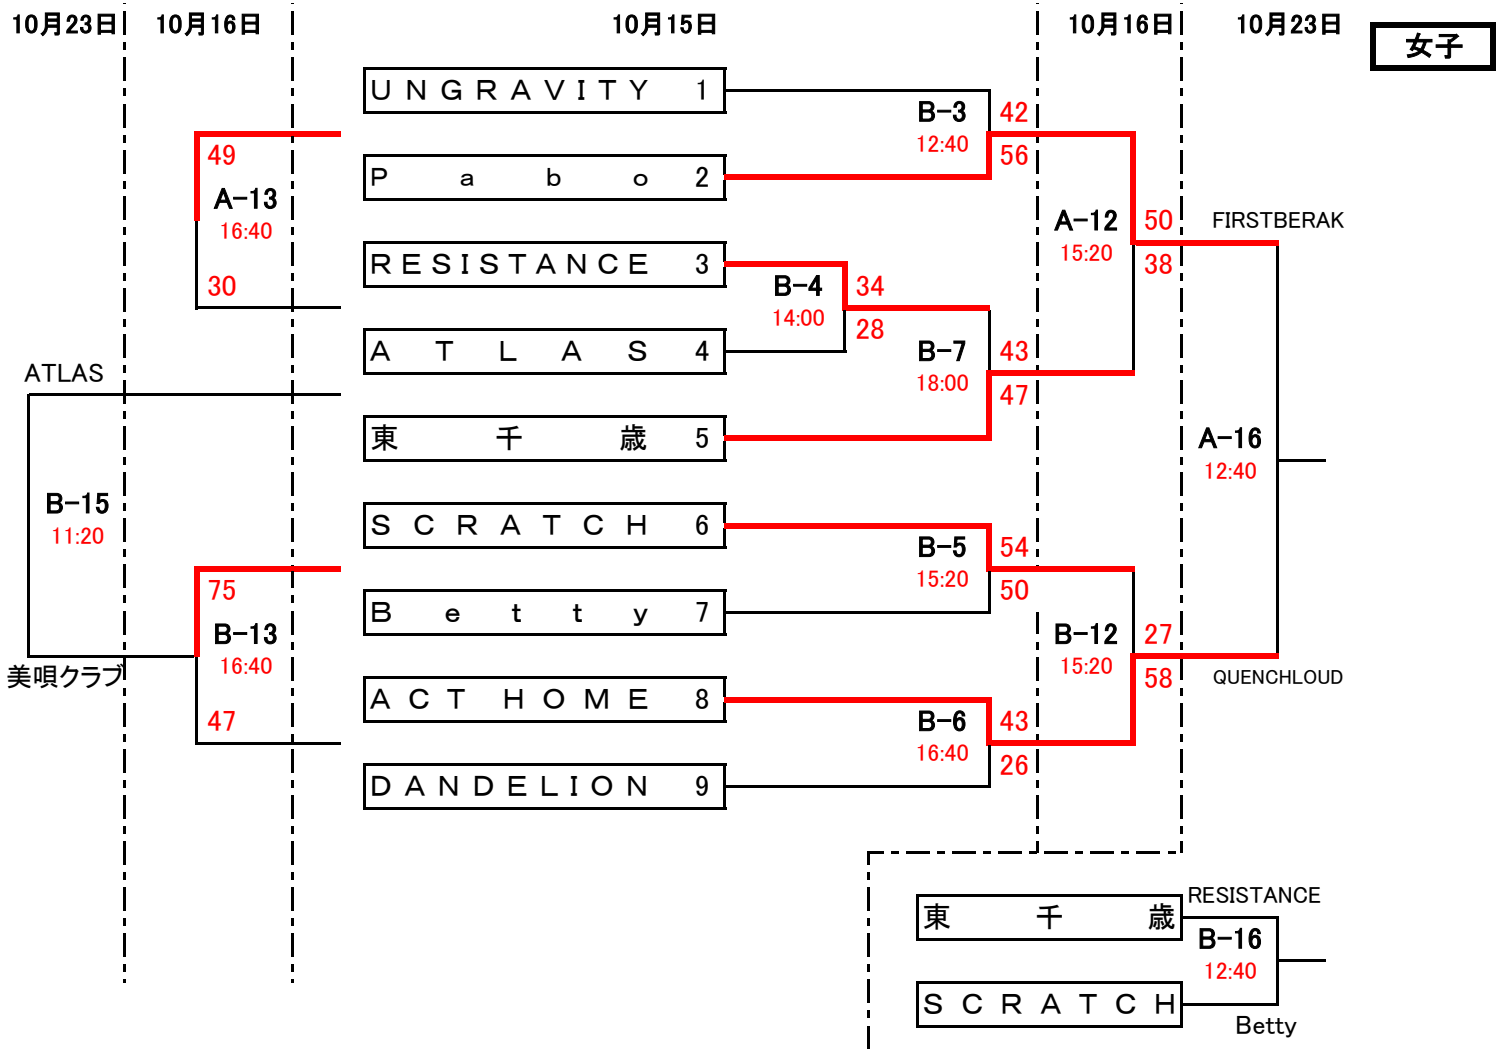 10月23日 10月16日 10月15日 10月16日 10月23日
女子
UNGRAVITY 1
B-3 42
12:40
56
49
A-13
16:40
30
Pabo 2
A-12 50
15:20
38
FIRSTBERAK
RESISTANCE 3
B-4 34
14:00
28
ATLAS 4
B-7 43
18:00
47
ATLAS
東千歳 5
A-16
12:40
B-15
11:20
SCRATCH 6
B-5 54
15:20
50
75
B-13
16:40
47
Betty 7
B-12 27
15:20
58
美唄クラブ
QUENCHLOUD
ACT HOME 8
B-6 43
16:40
26
DANDELION 9
東千歳
RESISTANCE
B-16
12:40
SCRATCH
Betty